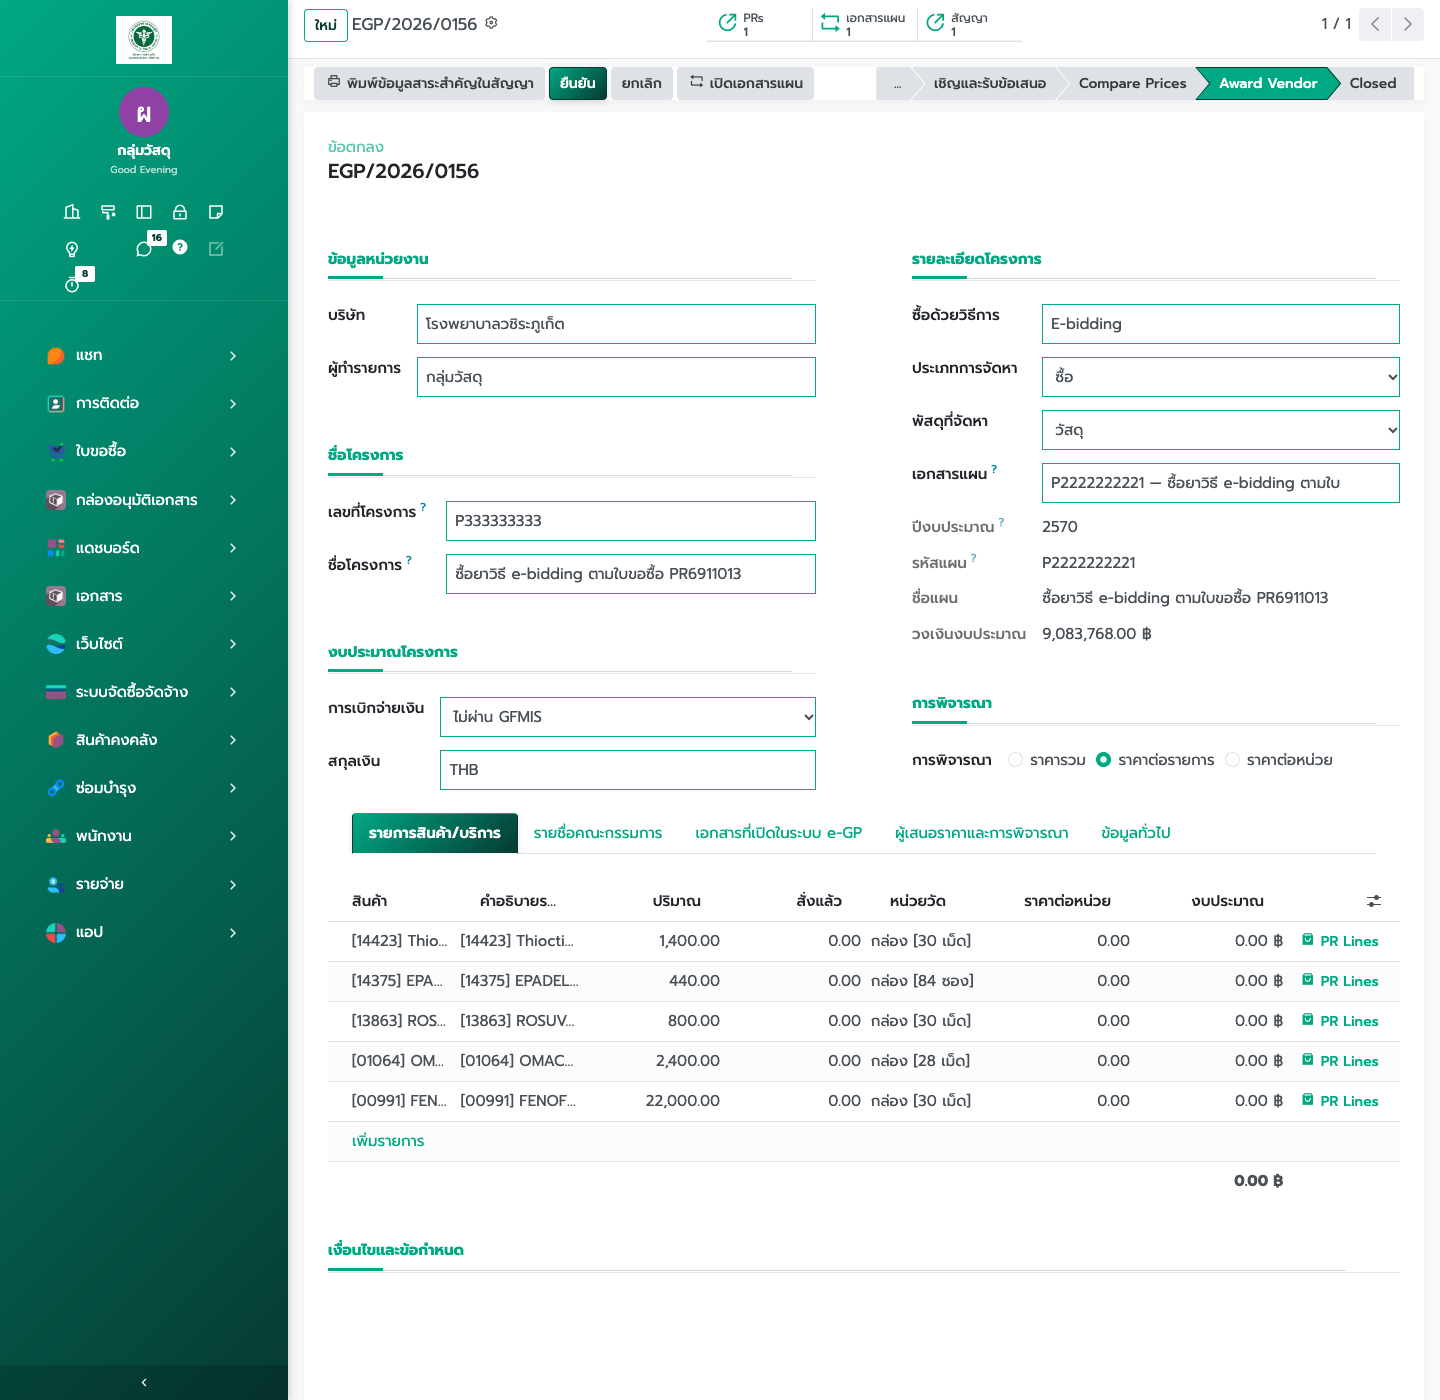 ใหม่ EGP/2026/0156
PRs 1
เอกสารแผน 1
สัญญา 1
1 / 1
ผ
กลุ่มวัสดุ
Good Evening
16
8
แชท
การติดต่อ
ใบขอซื้อ
กล่องอนุมัติเอกสาร
แดชบอร์ด
เอกสาร
เว็บไซต์
ระบบจัดซื้อจัดจ้าง
สินค้าคงคลัง
ซ่อมบำรุง
พนักงาน
รายจ่าย
แอป
พิมพ์ข้อมูลสาระสำคัญในสัญญา ยืนยัน ยกเลิก เปิดเอกสารแผน
... เชิญและรับข้อเสนอ Compare Prices Award Vendor Closed
ข้อตกลง
EGP/2026/0156
ข้อมูลหน่วยงาน
บริษัท โรงพยาบาลวชิระภูเก็ต
ผู้ทำรายการ กลุ่มวัสดุ
ชื่อโครงการ
เลขที่โครงการ ? P333333333
ชื่อโครงการ ? ซื้อยาวิธี e-bidding ตามใบขอซื้อ PR6911013
งบประมาณโครงการ
การเบิกจ่ายเงิน ไม่ผ่าน GFMIS
สกุลเงิน THB
รายละเอียดโครงการ
ซื้อด้วยวิธีการ E-bidding
ประเภทการจัดหา ซื้อ
พัสดุที่จัดหา วัสดุ
เอกสารแผน ? P2222222221 — ซื้อยาวิธี e-bidding ตามใบ
ปีงบประมาณ ? 2570
รหัสแผน ? P2222222221
ชื่อแผน ซื้อยาวิธี e-bidding ตามใบขอซื้อ PR6911013
วงเงินงบประมาณ 9,083,768.00 ฿
การพิจารณา
การพิจารณา ราคารวม ราคาต่อรายการ ราคาต่อหน่วย
รายการสินค้า/บริการ รายชื่อคณะกรรมการ เอกสารที่เปิดในระบบ e-GP ผู้เสนอราคาและการพิจารณา ข้อมูลทั่วไป
สินค้า คำอธิบายร... ปริมาณ สั่งแล้ว หน่วยวัด ราคาต่อหน่วย งบประมาณ
[14423] Thio... [14423] Thiocti... 1,400.00 0.00 กล่อง [30 เม็ด] 0.00 0.00 ฿ PR Lines
[14375] EPA... [14375] EPADEL... 440.00 0.00 กล่อง [84 ซอง] 0.00 0.00 ฿ PR Lines
[13863] ROS... [13863] ROSUV... 800.00 0.00 กล่อง [30 เม็ด] 0.00 0.00 ฿ PR Lines
[01064] OM... [01064] OMAC... 2,400.00 0.00 กล่อง [28 เม็ด] 0.00 0.00 ฿ PR Lines
[00991] FEN... [00991] FENOF... 22,000.00 0.00 กล่อง [30 เม็ด] 0.00 0.00 ฿ PR Lines
เพิ่มรายการ
0.00 ฿
เงื่อนไขและข้อกำหนด